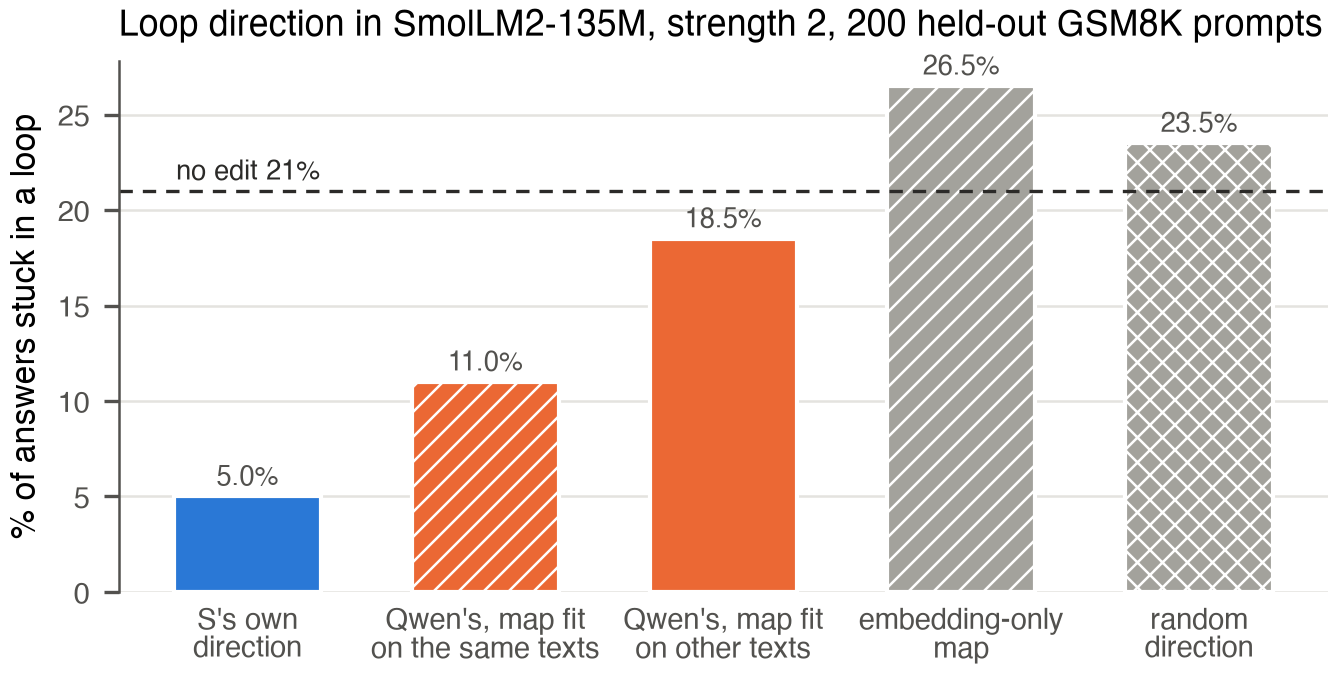 Loop direction in SmolLM2-135M, strength 2, 200 held-out GSM8K prompts
% of answers stuck in a loop
25
20
15
10
5
0
no edit 21%
5.0%
11.0%
18.5%
26.5%
23.5%
S's own
direction
Qwen's, map fit
on the same texts
Qwen's, map fit
on other texts
embedding-only
map
random
direction